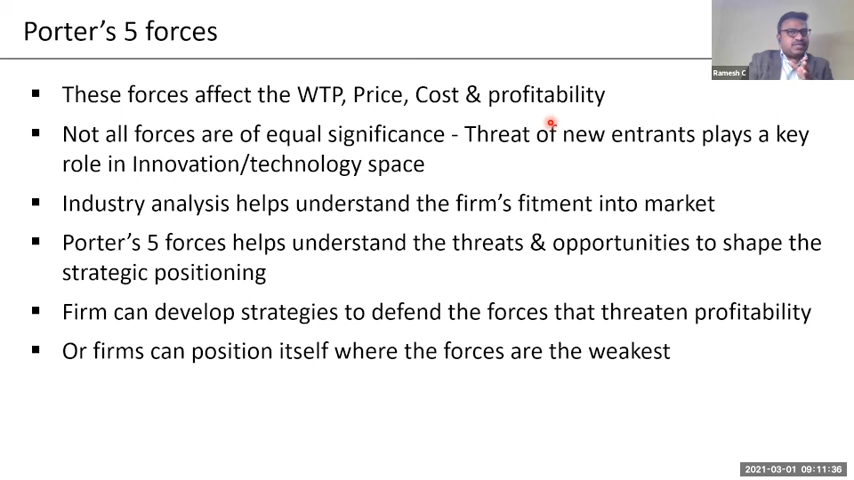 Porter’s 5 forces
Ramesh C
▪ These forces affect the WTP, Price, Cost & profitability
▪ Not all forces are of equal significance - Threat of new entrants plays a key
role in Innovation/technology space
▪ Industry analysis helps understand the firm’s fitment into market
▪ Porter’s 5 forces helps understand the threats & opportunities to shape the
strategic positioning
▪ Firm can develop strategies to defend the forces that threaten profitability
▪ Or firms can position itself where the forces are the weakest
2021-03-01 09:11:36